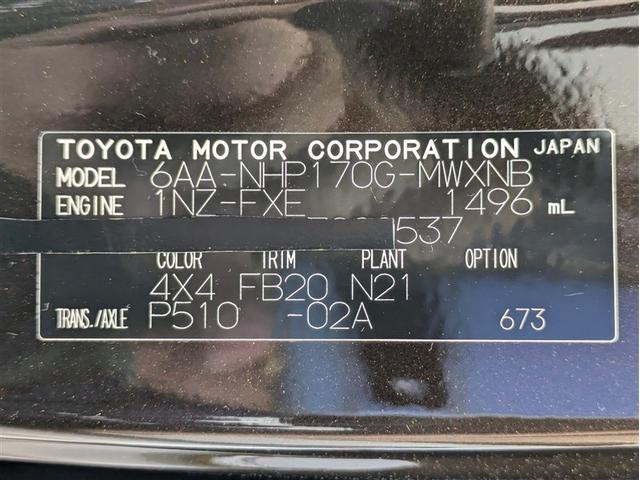 TOYOTA MOTOR CORPORATION JAPAN
MODEL 6AA-NHP170G-MWXNB
ENGINE 1NZ-FXE 1496 mL
537
COLOR TRIM PLANT OPTION
4X4 FB20 N21
TRANS./AXLE P510 -02A 673